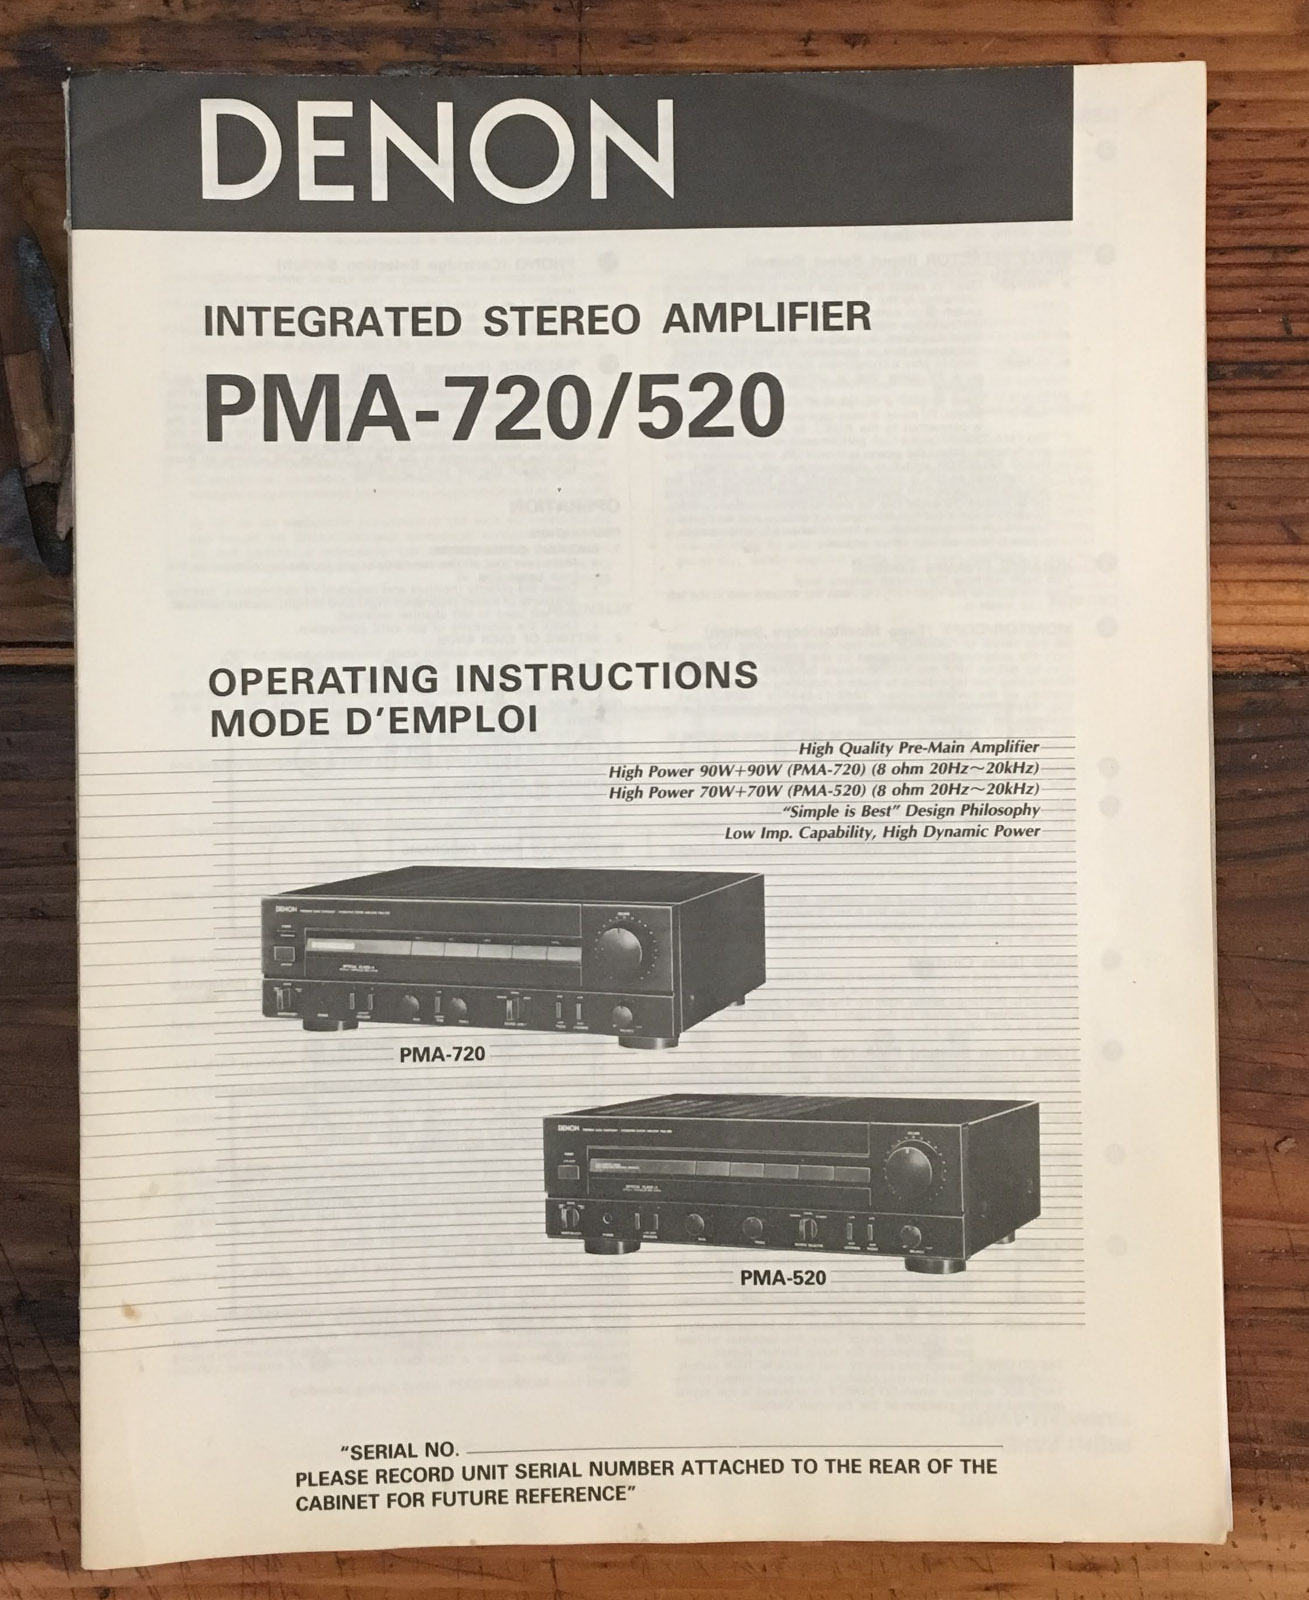 DENON
INTEGRATED STEREO AMPLIFIER
PMA-720/520
OPERATING INSTRUCTIONS
MODE D'EMPLOI
High Quality Pre-Main Amplifier
High Power 90W+90W (PMA-720) (8 ohm 20Hz~20kHz)
High Power 70W+70W (PMA-520) (8 ohm 20Hz~20kHz)
"Simple is Best" Design Philosophy
Low Imp. Capability, High Dynamic Power
DENON
PMA-720
DENON
PMA-520
"SERIAL NO.
PLEASE RECORD UNIT SERIAL NUMBER ATTACHED TO THE REAR OF THE
CABINET FOR FUTURE REFERENCE"